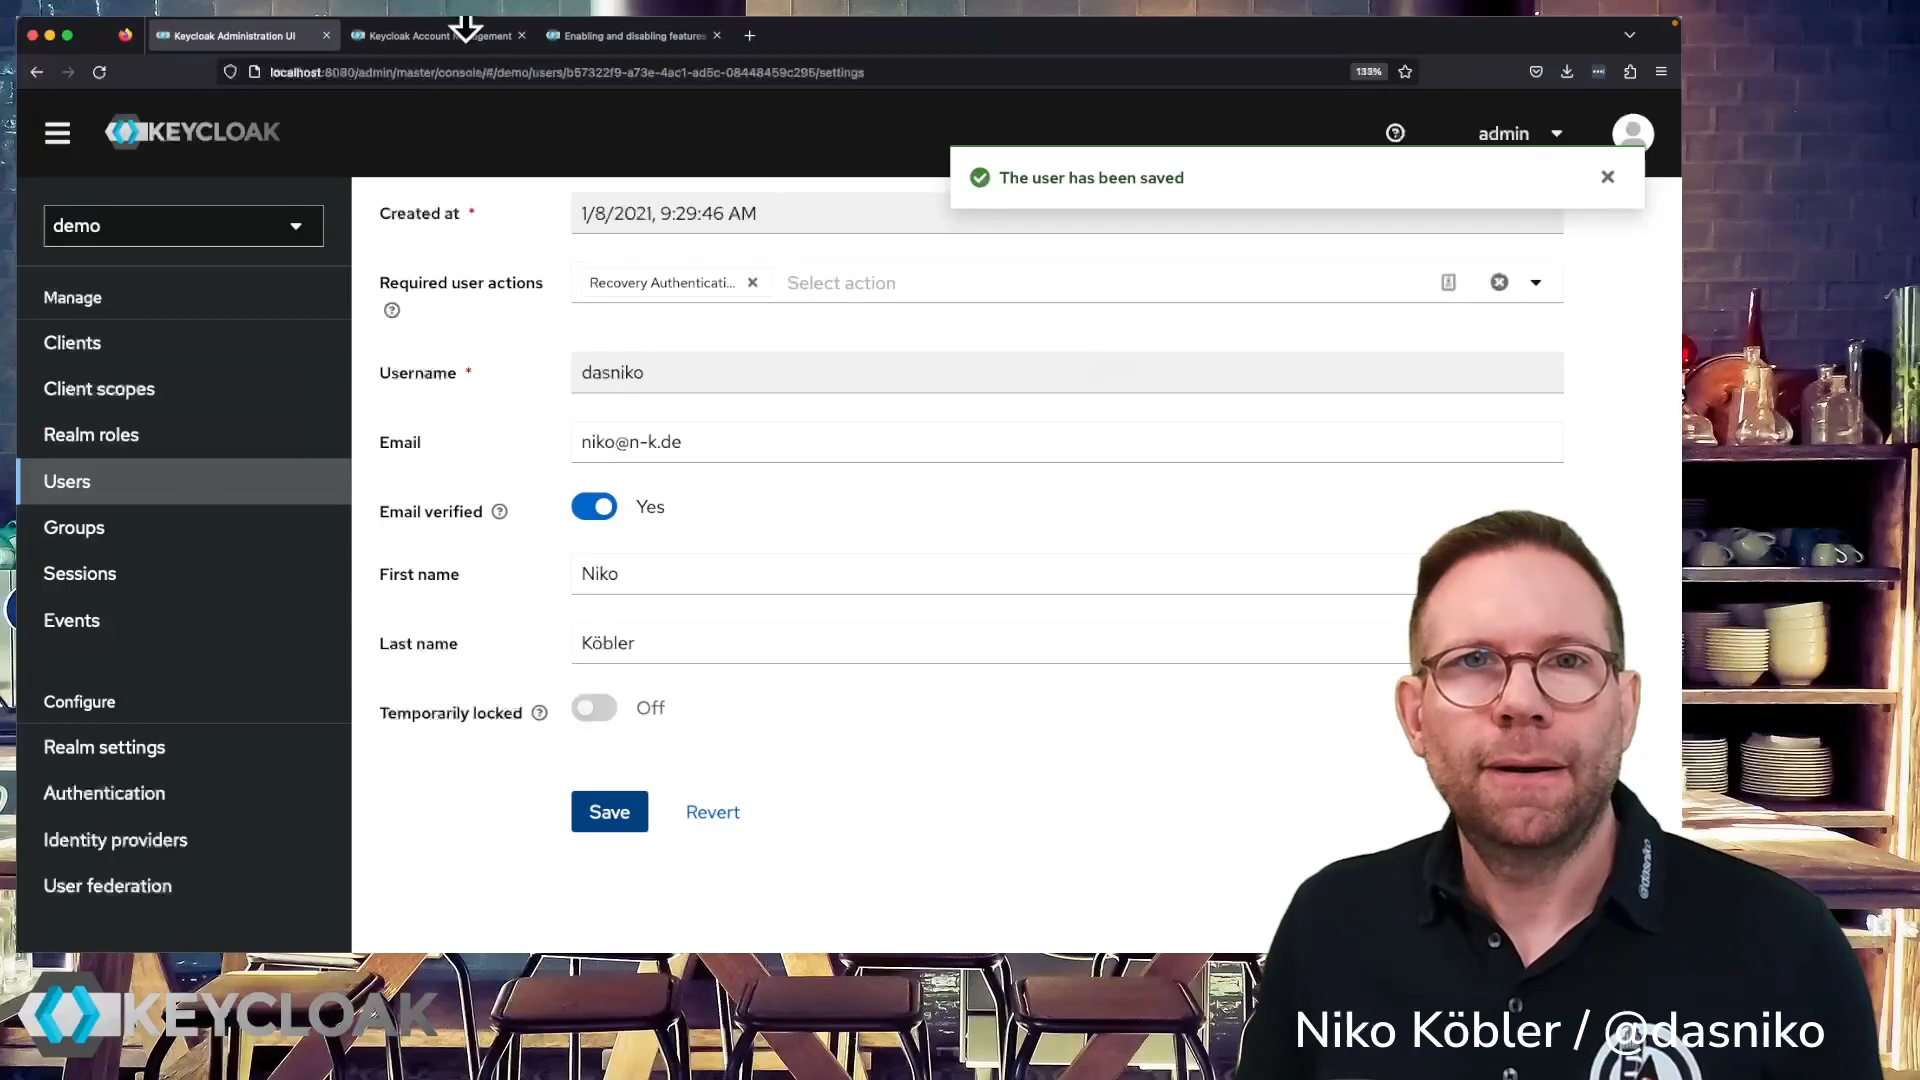 Keycloak Administration UI
Keycloak Account
Enabling and disabling features
localhost:8080/admin/master/console/#/demo/users/b57322f9-a73e-4ac1-ad5c-08448459c295/settings
133%
KEYCLOAK
admin
The user has been saved
demo
Manage
Clients
Client scopes
Realm roles
Users
Groups
Sessions
Events
Configure
Realm settings
Authentication
Identity providers
User federation
Created at *
1/8/2021, 9:29:46 AM
Required user actions
Recovery Authenticati...
Select action
Username *
dasniko
Email
niko@n-k.de
Email verified
Yes
First name
Niko
Last name
Köbler
Temporarily locked
Off
Save
Revert
@dasniko
KEYCLOAK
Niko Köbler / @dasniko